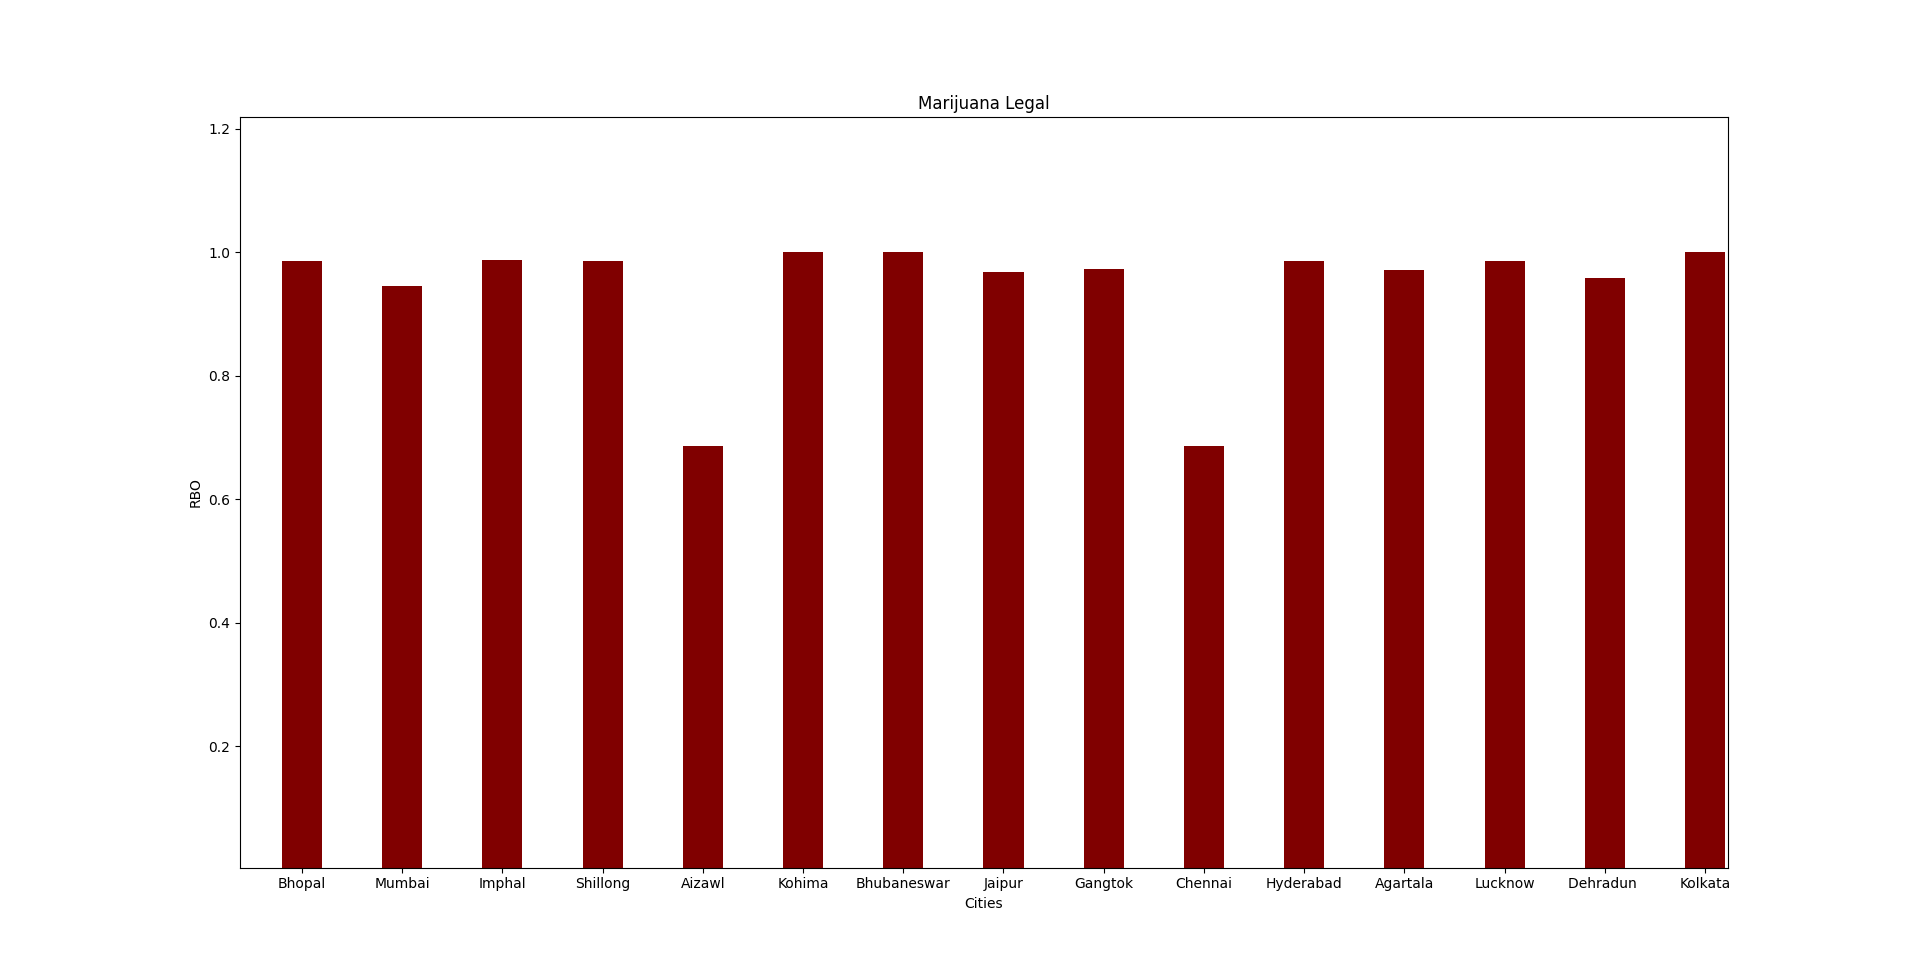 Marijuana Legal
1.2
1.0
0.8
0.6
0.4
0.2
RBO
Bhopal Mumbai Imphal Shillong Aizawl Kohima Bhubaneswar Jaipur Gangtok Chennai Hyderabad Agartala Lucknow Dehradun Kolkata
Cities